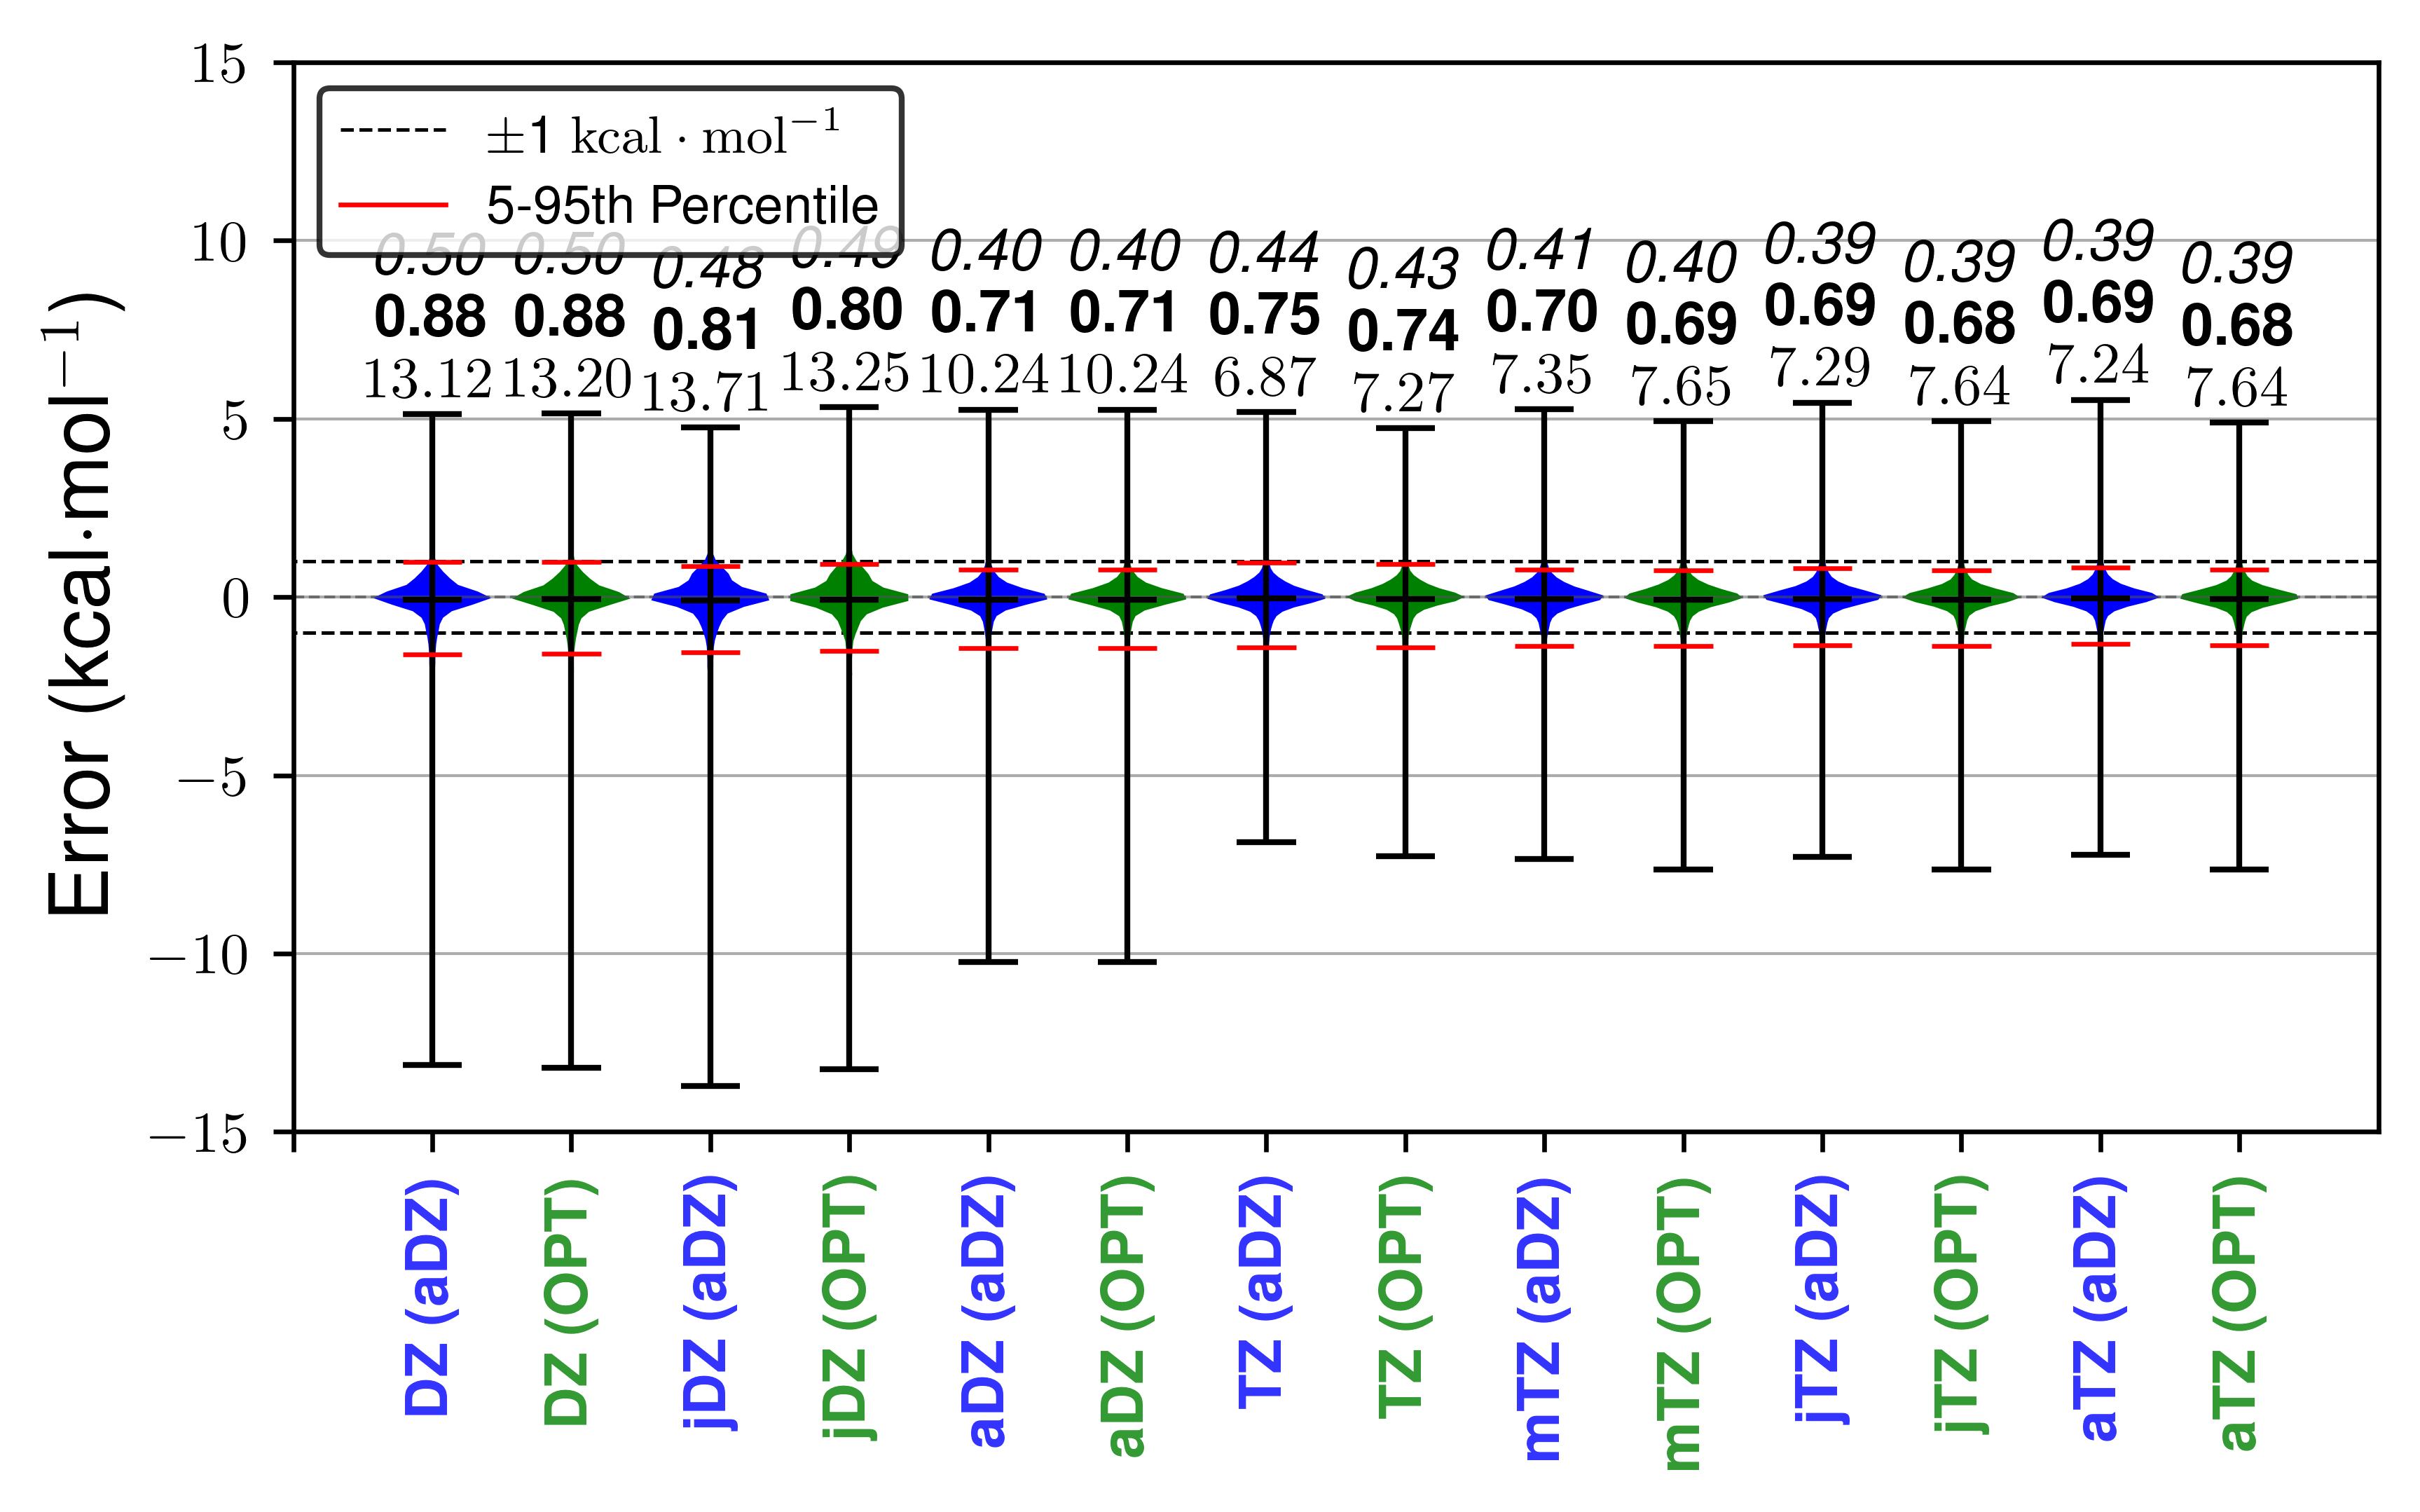 Error (kcal·mol⁻¹)
15
10
5
0
−5
−10
−15
±1 kcal · mol⁻¹
5-95th Percentile
0.50 0.50 0.48 0.49 0.40 0.40 0.44 0.43 0.41 0.40 0.39 0.39 0.39 0.39
0.88 0.88 0.81 0.80 0.71 0.71 0.75 0.74 0.70 0.69 0.69 0.68 0.69 0.68
13.12 13.20 13.71 13.25 10.24 10.24 6.87 7.27 7.35 7.65 7.29 7.64 7.24 7.64
DZ (aDZ)
DZ (OPT)
jDZ (aDZ)
jDZ (OPT)
aDZ (aDZ)
aDZ (OPT)
TZ (aDZ)
TZ (OPT)
mTZ (aDZ)
mTZ (OPT)
jTZ (aDZ)
jTZ (OPT)
aTZ (aDZ)
aTZ (OPT)